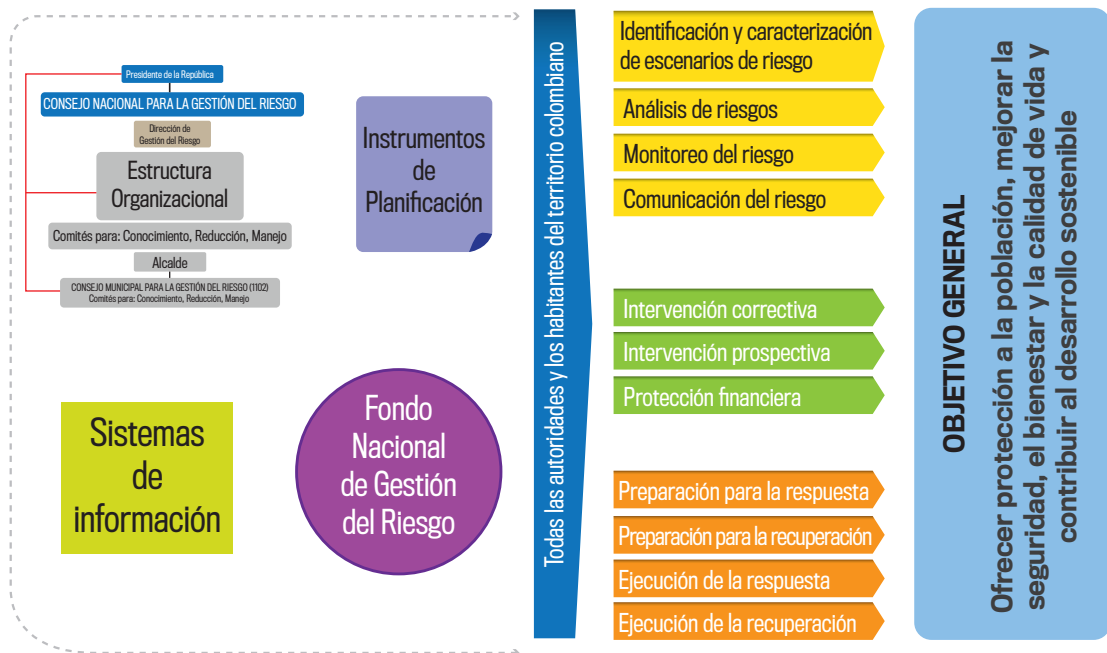 Presidente de la República
CONSEJO NACIONAL PARA LA GESTIÓN DEL RIESGO
Dirección de
Gestión del Riesgo
Estructura
Organizacional
Comités para: Conocimiento, Reducción, Manejo
Alcalde
CONSEJO MUNICIPAL PARA LA GESTIÓN DEL RIESGO (1102)
Comités para: Conocimiento, Reducción, Manejo
Instrumentos
de
Planificación
Sistemas
de
información
Fondo
Nacional
de Gestión
del Riesgo
Todas las autoridades y los habitantes del territorio colombiano
Identificación y caracterización
de escenarios de riesgo
Análisis de riesgos
Monitoreo del riesgo
Comunicación del riesgo
Intervención correctiva
Intervención prospectiva
Protección financiera
Preparación para la respuesta
Preparación para la recuperación
Ejecución de la respuesta
Ejecución de la recuperación
OBJETIVO GENERAL
Ofrecer protección a la población, mejorar la
seguridad, el bienestar y la calidad de vida y
contribuir al desarrollo sostenible